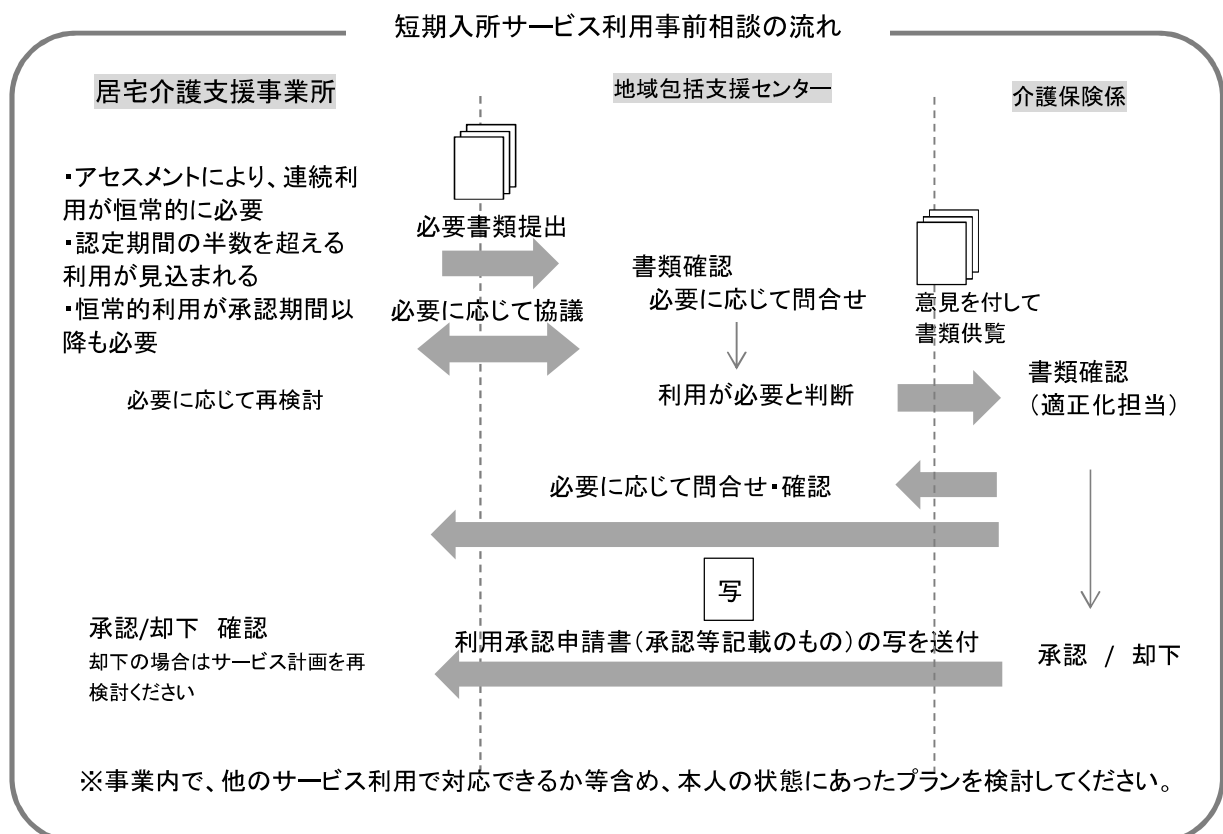 短期入所サービス利用事前相談の流れ
居宅介護支援事業所
地域包括支援センター
介護保険係
・アセスメントにより、連続利
用が恒常的に必要
・認定期間の半数を超える
利用が見込まれる
・恒常的利用が承認期間以
降も必要
必要に応じて再検討
必要書類提出
必要に応じて協議
書類確認
必要に応じて問合せ
利用が必要と判断
意見を付して
書類供覧
書類確認
（適正化担当）
必要に応じて問合せ・確認
写
利用承認申請書（承認等記載のもの）の写を送付
承認 / 却下
承認/却下 確認
却下の場合はサービス計画を再
検討ください
※事業内で、他のサービス利用で対応できるか等含め、本人の状態にあったプランを検討してください。